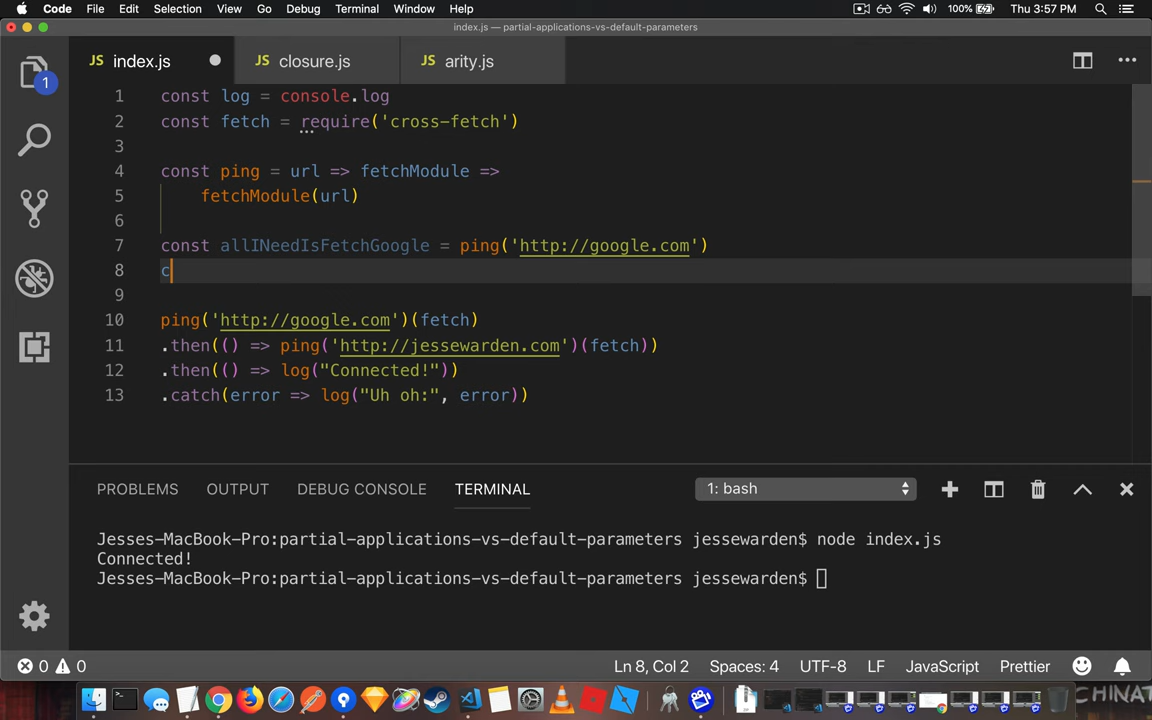 Code File Edit Selection View Go Debug Terminal Window Help 100% Thu 3:57 PM
index.js — partial-applications-vs-default-parameters
JS index.js JS closure.js JS arity.js
1 const log = console.log
1 2 const fetch = require('cross-fetch')
3
4 const ping = url => fetchModule =>
5 fetchModule(url)
6
7 const allINeedIsFetchGoogle = ping('http://google.com')
8 c
9
10 ping('http://google.com')(fetch)
11 .then(() => ping('http://jessewarden.com')(fetch))
12 .then(() => log("Connected!"))
13 .catch(error => log("Uh oh:", error))
PROBLEMS OUTPUT DEBUG CONSOLE TERMINAL 1: bash
Jesses-MacBook-Pro:partial-applications-vs-default-parameters jessewarden$ node index.js
Connected!
Jesses-MacBook-Pro:partial-applications-vs-default-parameters jessewarden$
0 0 Ln 8, Col 2 Spaces: 4 UTF-8 LF JavaScript Prettier
CHINAT